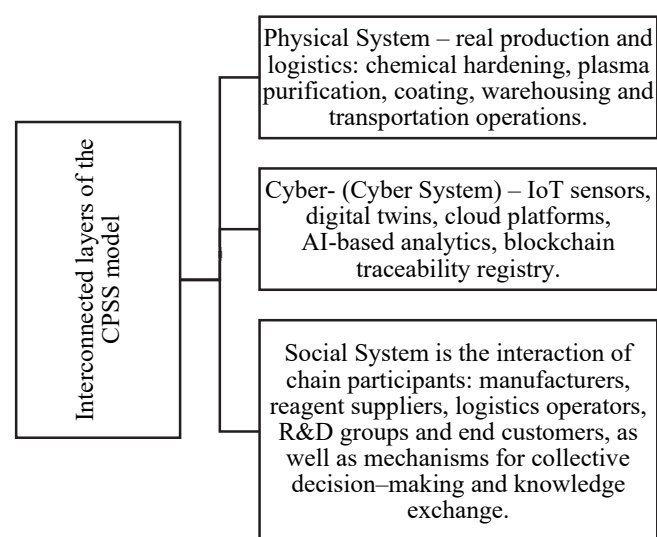 Interconnected layers of the
CPSS model
Physical System – real production and
logistics: chemical hardening, plasma
purification, coating, warehousing and
transportation operations.
Cyber- (Cyber System) – IoT sensors,
digital twins, cloud platforms,
AI-based analytics, blockchain
traceability registry.
Social System is the interaction of
chain participants: manufacturers,
reagent suppliers, logistics operators,
R&D groups and end customers, as
well as mechanisms for collective
decision–making and knowledge
exchange.